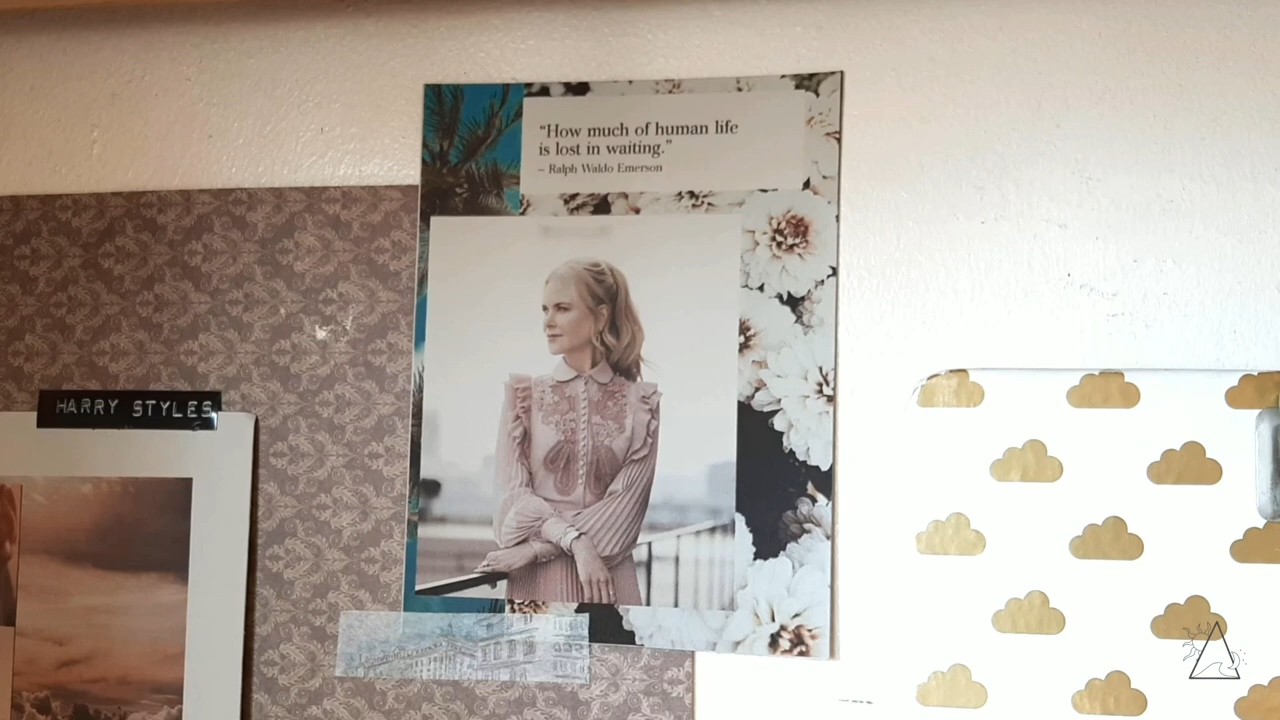 “How much of human life
is lost in waiting.”
– Ralph Waldo Emerson
HARRY STYLES